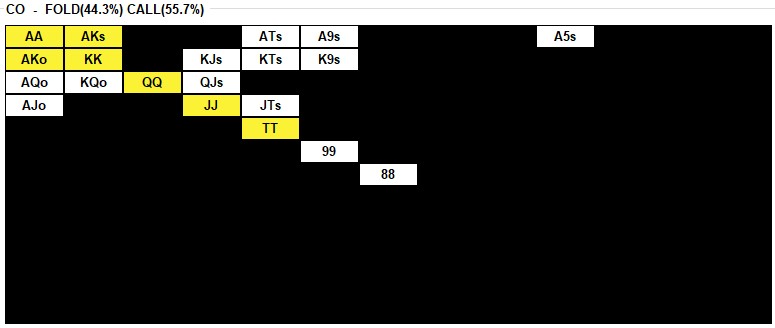 CO - FOLD(44.3%) CALL(55.7%)
AA AKs ATs A9s A5s
AKo KK KJs KTs K9s
AQo KQo QQ QJs
AJo JJ JTs
TT
99
88